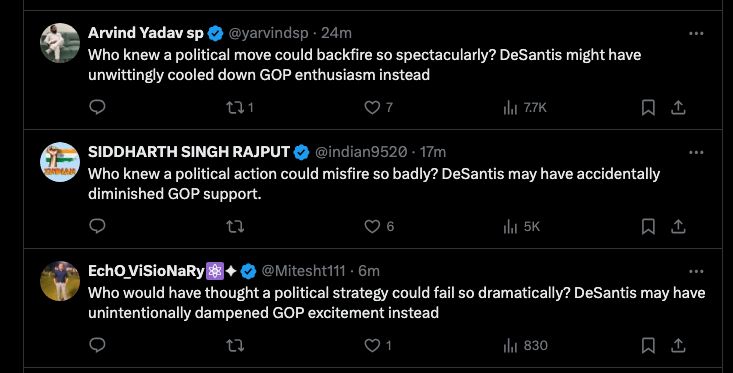 Arvind Yadav sp @yarvindsp · 24m
Who knew a political move could backfire so spectacularly? DeSantis might have
unwittingly cooled down GOP enthusiasm instead
1 7 7.7K
SIDDHARTH SINGH RAJPUT @indian9520 · 17m
Who knew a political action could misfire so badly? DeSantis may have accidentally
diminished GOP support.
6 5K
EchO_ViSioNaRy⚛✦ @Mitesht111 · 6m
Who would have thought a political strategy could fail so dramatically? DeSantis may have
unintentionally dampened GOP excitement instead
1 830